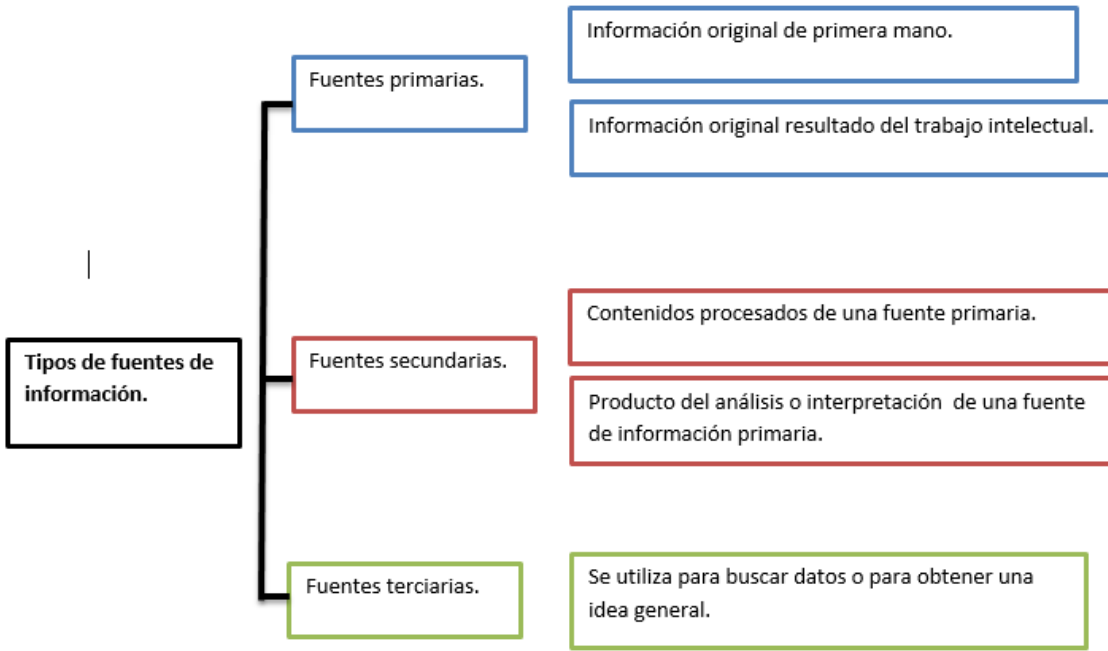 Información original de primera mano.
Fuentes primarias.
Información original resultado del trabajo intelectual.
Contenidos procesados de una fuente primaria.
Tipos de fuentes de
información.
Fuentes secundarias.
Producto del análisis o interpretación  de una fuente
de información primaria.
Fuentes terciarias.
Se utiliza para buscar datos o para obtener una
idea general.